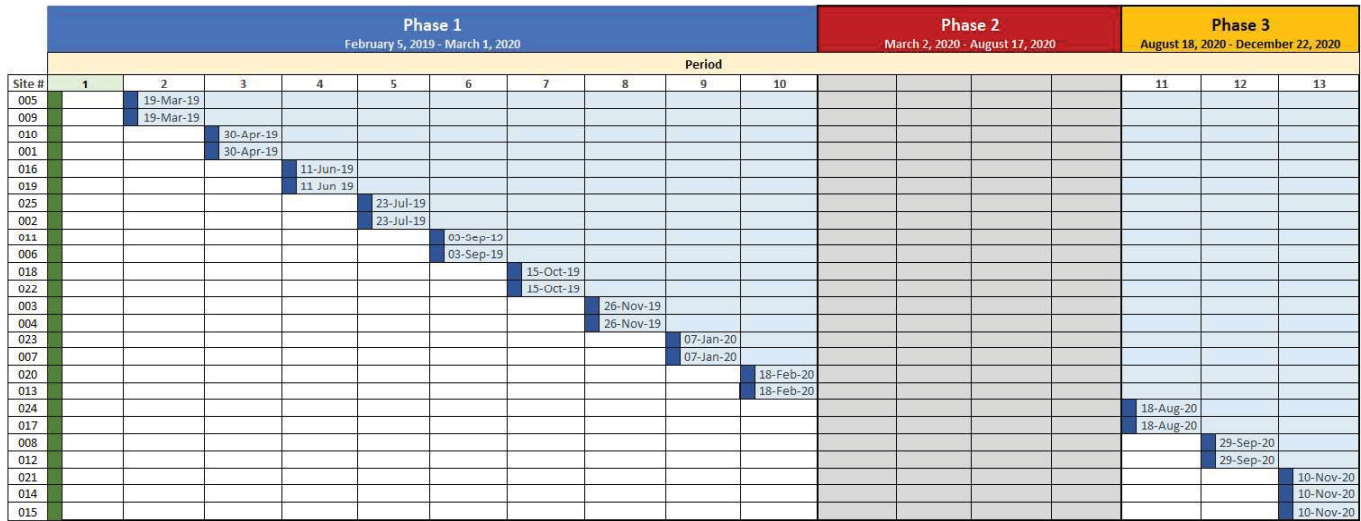 Phase 1 Phase 2 Phase 3
February 5, 2019 - March 1, 2020 March 2, 2020 - August 17, 2020 August 18, 2020 - December 22, 2020
Period
Site # 1 2 3 4 5 6 7 8 9 10 11 12 13
005 19-Mar-19
009 19-Mar-19
010 30-Apr-19
001 30-Apr-19
016 11-Jun-19
019 11 Jun 19
025 23-Jul-19
002 23-Jul-19
011 03-Sep-19
006 03-Sep-19
018 15-Oct-19
022 15-Oct-19
003 26-Nov-19
004 26-Nov-19
023 07-Jan-20
007 07-Jan-20
020 18-Feb-20
013 18-Feb-20
024 18-Aug-20
017 18-Aug-20
008 29-Sep-20
012 29-Sep-20
021 10-Nov-20
014 10-Nov-20
015 10-Nov-20